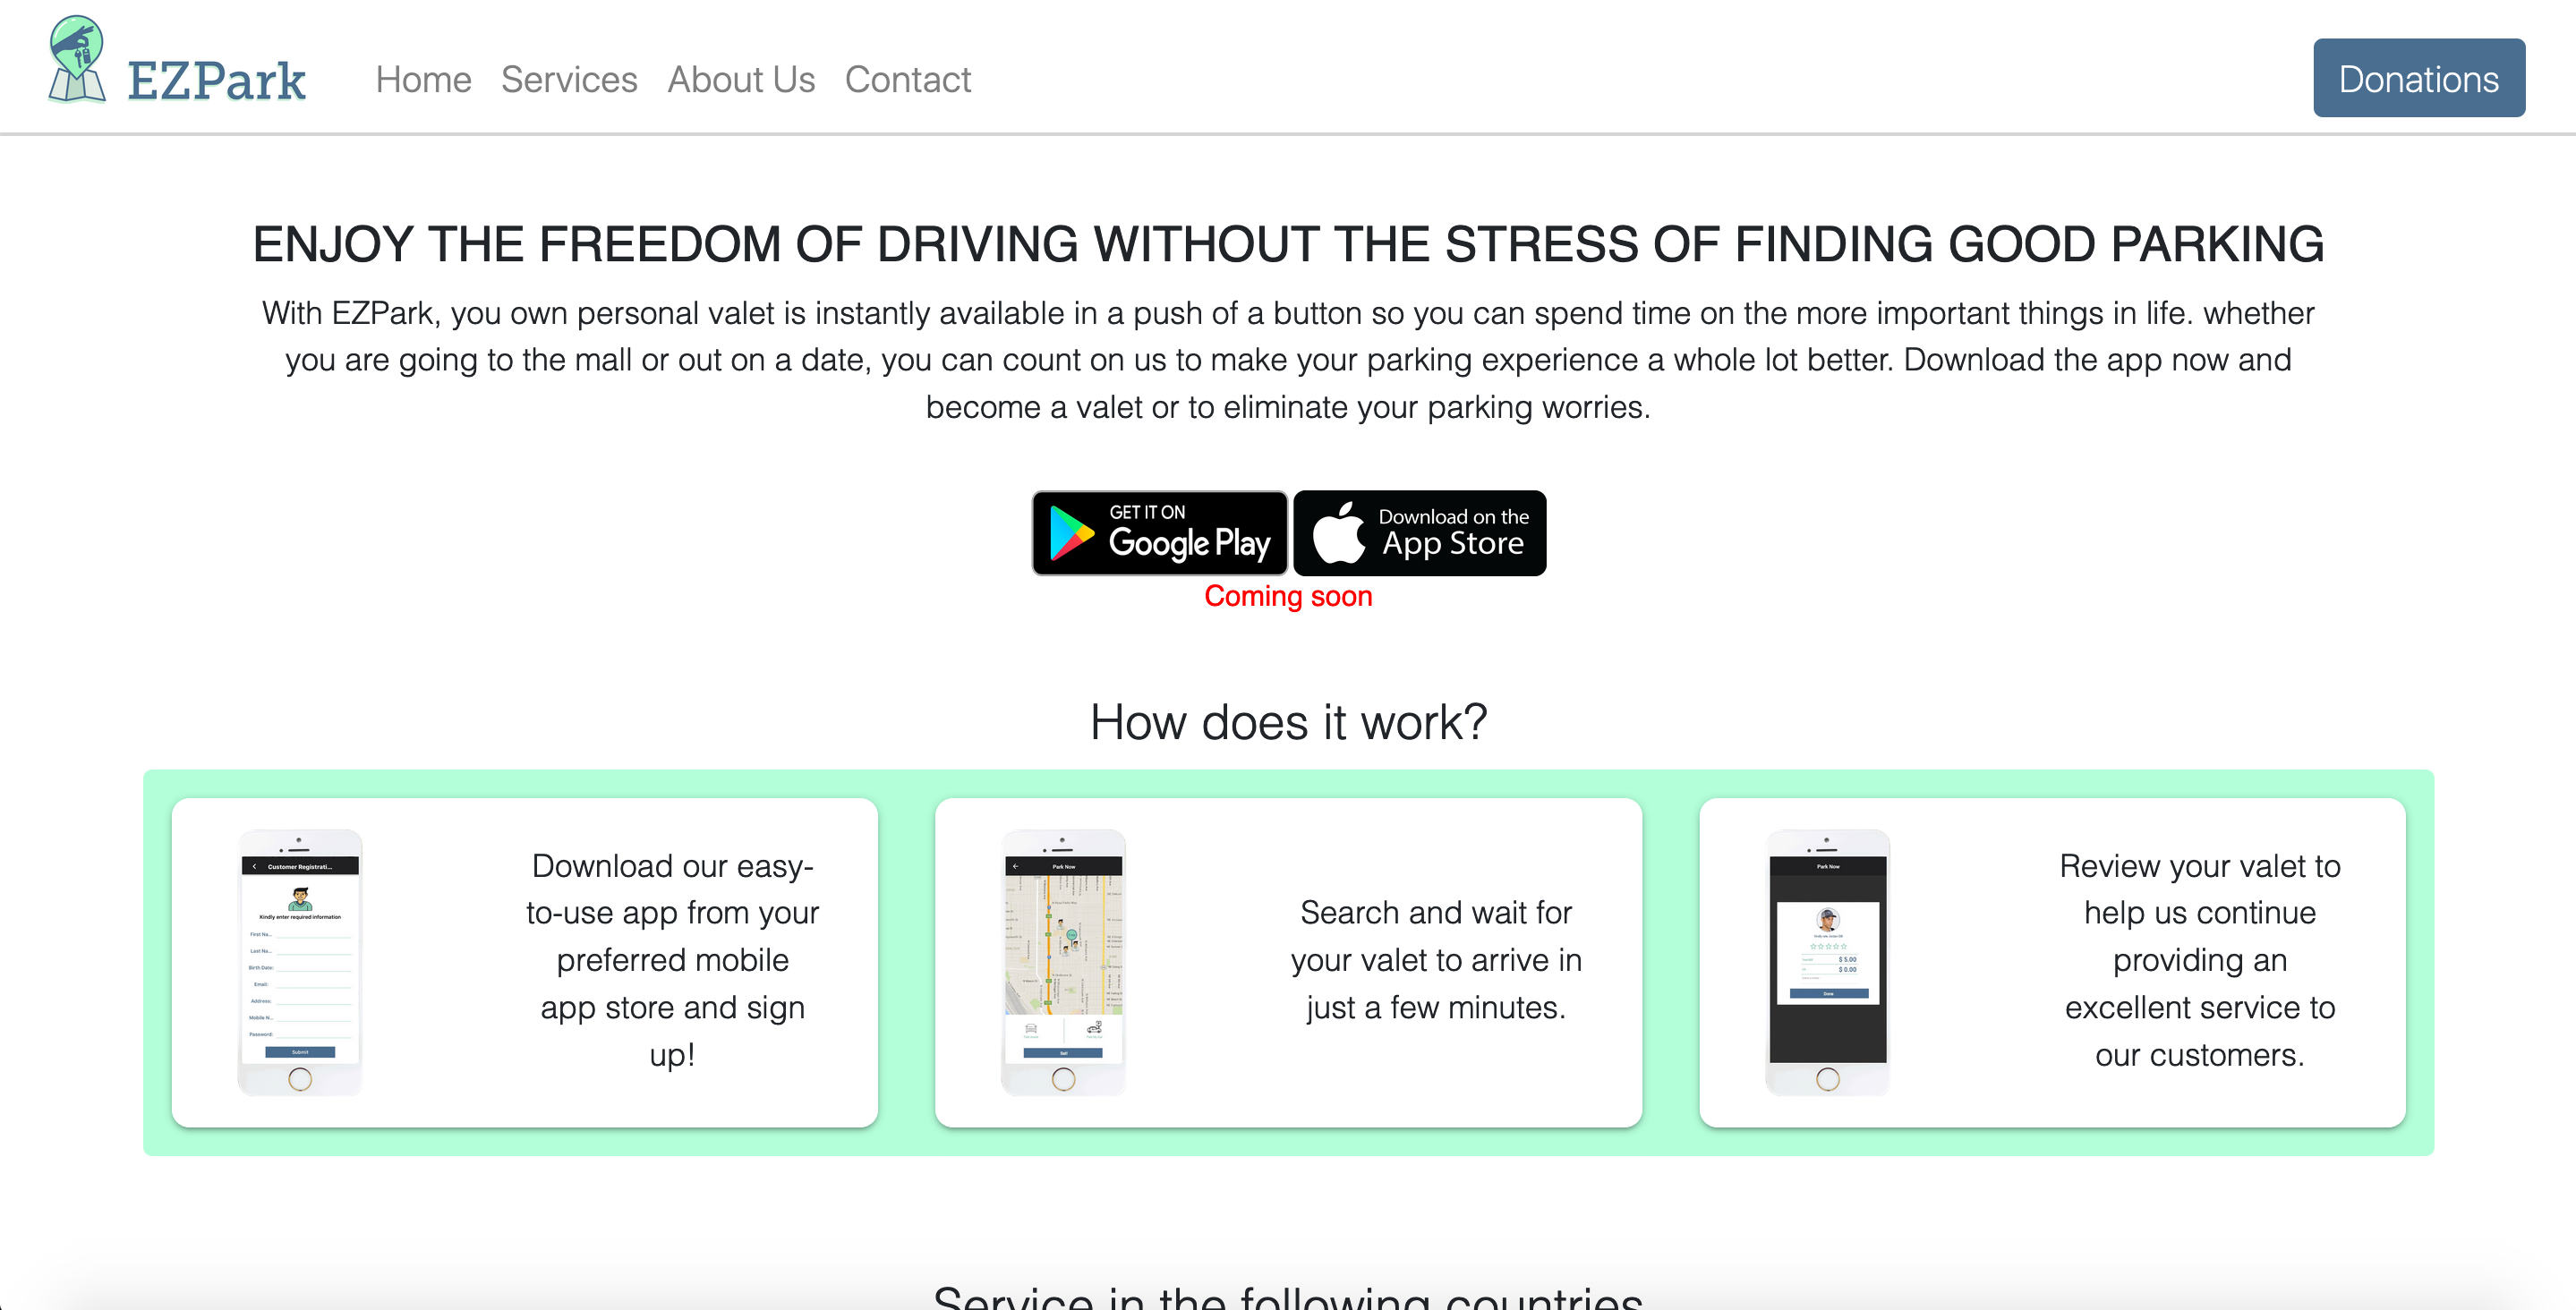 EZPark
Home Services About Us Contact
Donations
ENJOY THE FREEDOM OF DRIVING WITHOUT THE STRESS OF FINDING GOOD PARKING
With EZPark, you own personal valet is instantly available in a push of a button so you can spend time on the more important things in life. whether
you are going to the mall or out on a date, you can count on us to make your parking experience a whole lot better. Download the app now and
become a valet or to eliminate your parking worries.
GET IT ON
Google Play
Download on the
App Store
Coming soon
How does it work?
Customer Registrati...
Kindly enter required information
First Na...
Last Na...
Birth Date:
Email:
Address:
Mobile N...
Password:
Submit
Download our easy-
to-use app from your
preferred mobile
app store and sign
up!
Park Now
Set!
Search and wait for
your valet to arrive in
just a few minutes.
Park Now
$ 5.00
$ 0.00
Done
Review your valet to
help us continue
providing an
excellent service to
our customers.
Service in the following countries